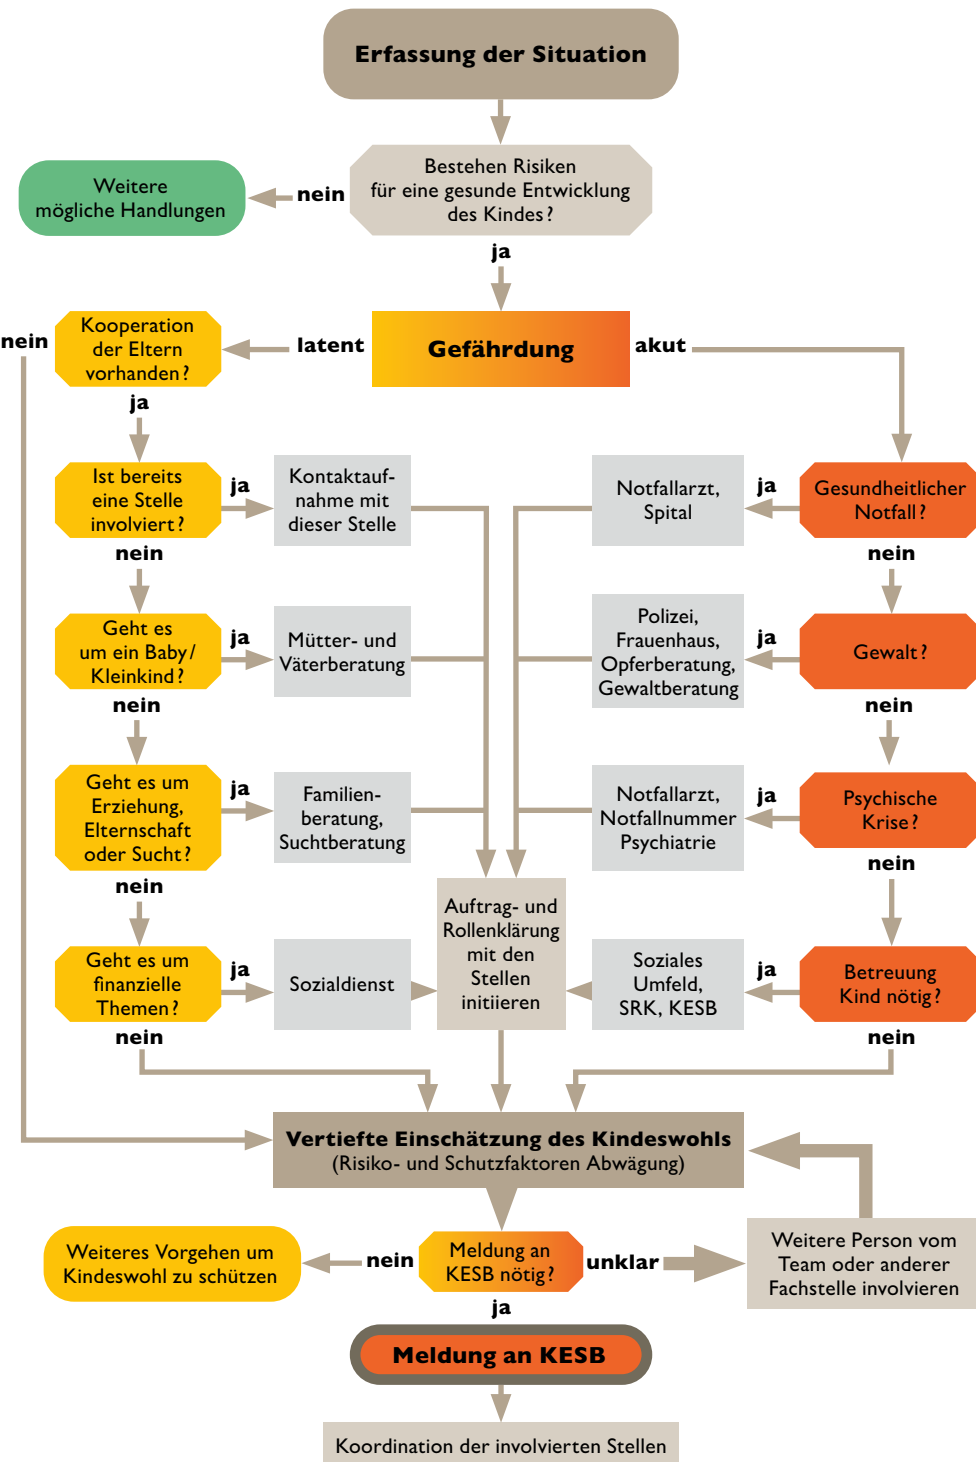 Erfassung der Situation
Bestehen Risiken
für eine gesunde Entwicklung
des Kindes?
nein
Weitere
mögliche Handlungen
ja
Gefährdung
latent
akut
Kooperation
der Eltern
vorhanden?
nein
ja
Ist bereits
eine Stelle
involviert?
ja
Kontaktauf-
nahme mit
dieser Stelle
nein
Geht es
um ein Baby/
Kleinkind?
ja
Mütter- und
Väterberatung
nein
Geht es um
Erziehung,
Elternschaft
oder Sucht?
ja
Familien-
beratung,
Suchtberatung
nein
Geht es um
finanzielle
Themen?
ja
Sozialdienst
nein
Gesundheitlicher
Notfall?
ja
Notfallarzt,
Spital
nein
Gewalt?
ja
Polizei,
Frauenhaus,
Opferberatung,
Gewaltberatung
nein
Psychische
Krise?
ja
Notfallarzt,
Notfallnummer
Psychiatrie
nein
Betreuung
Kind nötig?
ja
Soziales
Umfeld,
SRK, KESB
nein
Auftrag- und
Rollenklärung
mit den
Stellen
initiieren
Vertiefte Einschätzung des Kindeswohls
(Risiko- und Schutzfaktoren Abwägung)
Meldung an
KESB nötig?
nein
Weiteres Vorgehen um
Kindeswohl zu schützen
unklar
Weitere Person vom
Team oder anderer
Fachstelle involvieren
ja
Meldung an KESB
Koordination der involvierten Stellen